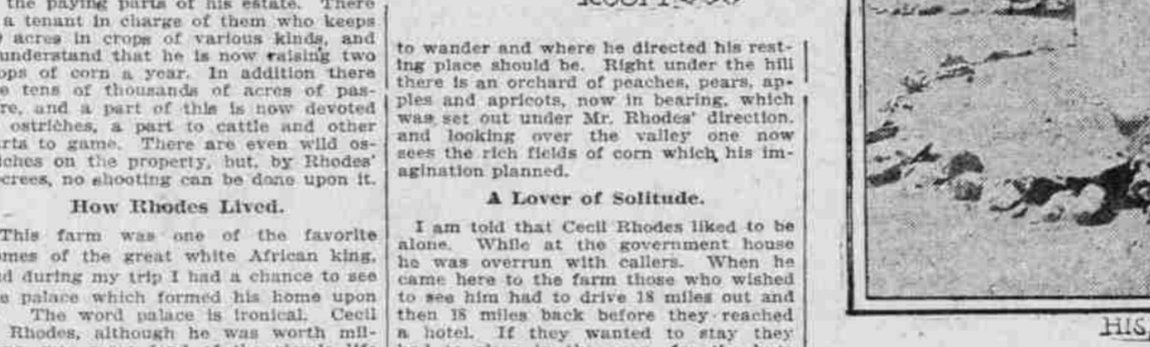 the paying parts of his estate. There
a tenant in charge of them who keeps
acres in crops of various kinds, and
understand that he is now raising two
ops of corn a year. In addition there
e tens of thousands of acres of pas-
re, and a part of this is now devoted
ostriches, a part to cattle and other
rts to game. There are even wild os-
iches on the property, but, by Rhodes'
crees, no shooting can be done upon it.
How Rhodes Lived.
This farm was one of the favorite
mes of the great white African king,
d during my trip I had a chance to see
e palace which formed his home upon
The word palace is ironical. Cecil
Rhodes, although he was worth mil-
to wander and where he directed his rest-
ing place should be. Right under the hill
there is an orchard of peaches, pears, ap-
ples and apricots, now in bearing, which
was set out under Mr. Rhodes' direction,
and looking over the valley one now
sees the rich fields of corn which his im-
agination planned.
A Lover of Solitude.
I am told that Cecil Rhodes liked to be
alone. While at the government house
he was overrun with callers. When he
came here to the farm those who wished
to see him had to drive 18 miles out and
then 18 miles back before they reached
a hotel. If they wanted to stay they
HIS